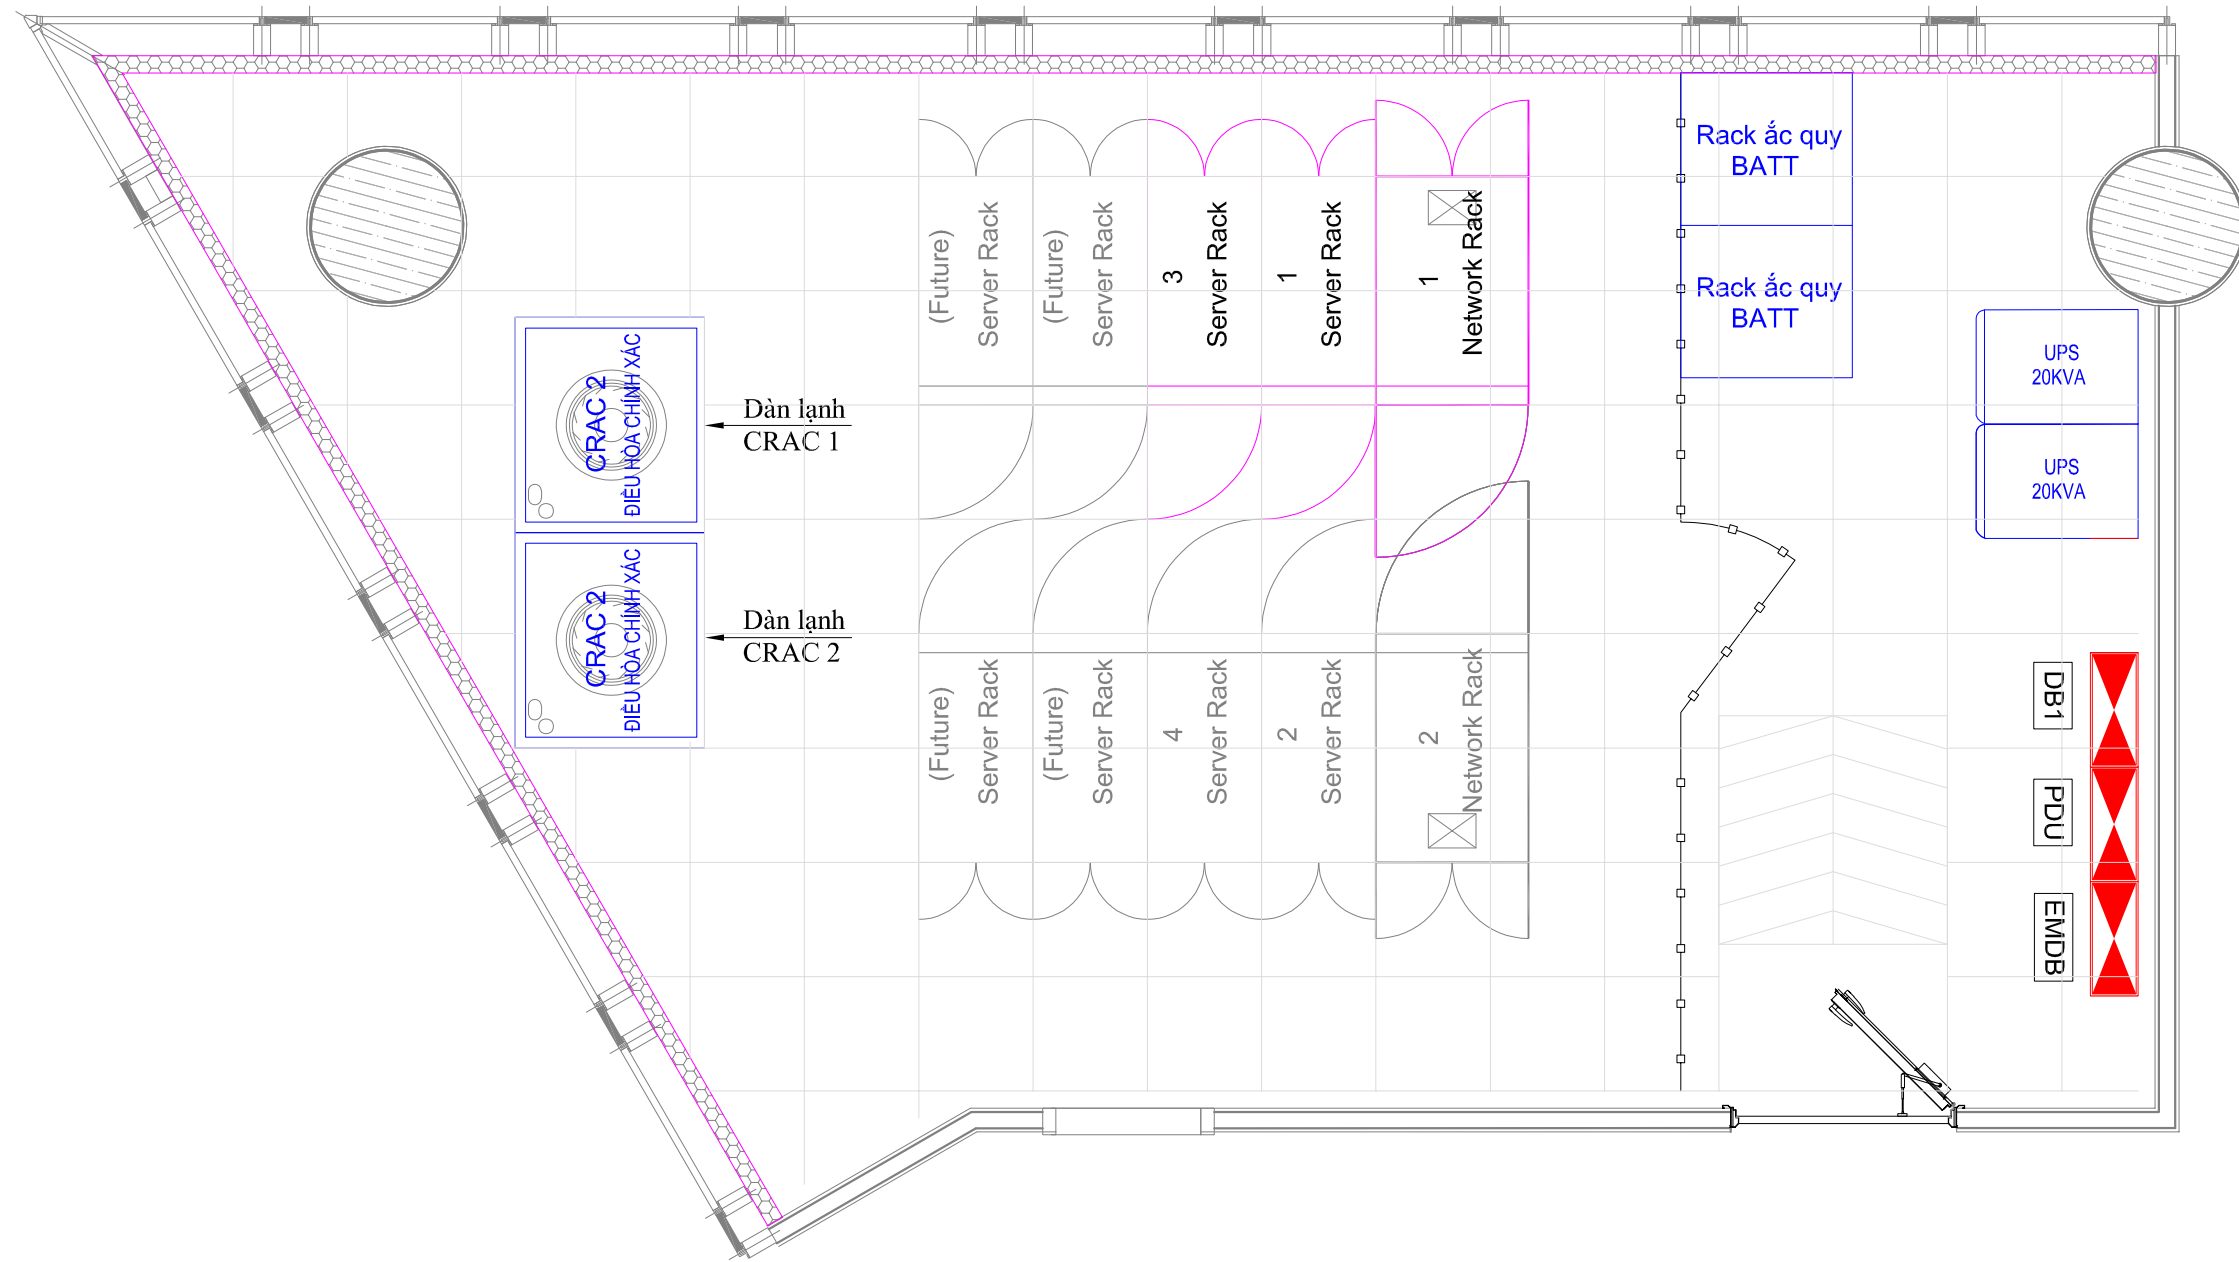 (Future)
Server Rack
(Future)
Server Rack
3
Server Rack
1
Server Rack
1
Network Rack
Rack ắc quy
BATT
Rack ắc quy
BATT
UPS
20KVA
UPS
20KVA
CRAC 2
ĐIỀU HÒA CHÍNH XÁC
Dàn lạnh
CRAC 1
CRAC 2
ĐIỀU HÒA CHÍNH XÁC
Dàn lạnh
CRAC 2
(Future)
Server Rack
(Future)
Server Rack
4
Server Rack
2
Server Rack
2
Network Rack
DB1
PDU
EMDB